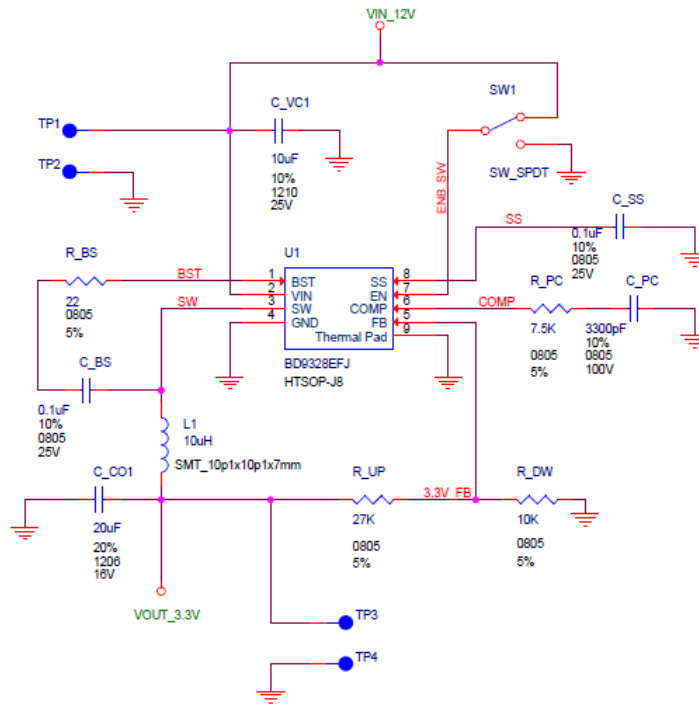 VIN_12V
SW1
TP1
C_VC1
10uF
10%
1210
25V
TP2
SW_SPDT
ENB_SW
C_SS
SS
0.1uF
10%
0805
25V
U1
R_BS
BST
22
0805
5%
1 BST
2 VIN
3 SW
4 GND
SS 8
EN 7
COMP 6
FB 5
Thermal Pad 9
SW
COMP
R_PC
7.5K
0805
5%
C_PC
3300pF
10%
0805
100V
BD9328EFJ
HTSOP-J8
C_BS
0.1uF
10%
0805
25V
L1
10uH
SMT_10p1x10p1x7mm
C_CO1
20uF
20%
1206
16V
R_UP
27K
0805
5%
3.3V_FB
R_DW
10K
0805
5%
VOUT_3.3V
TP3
TP4